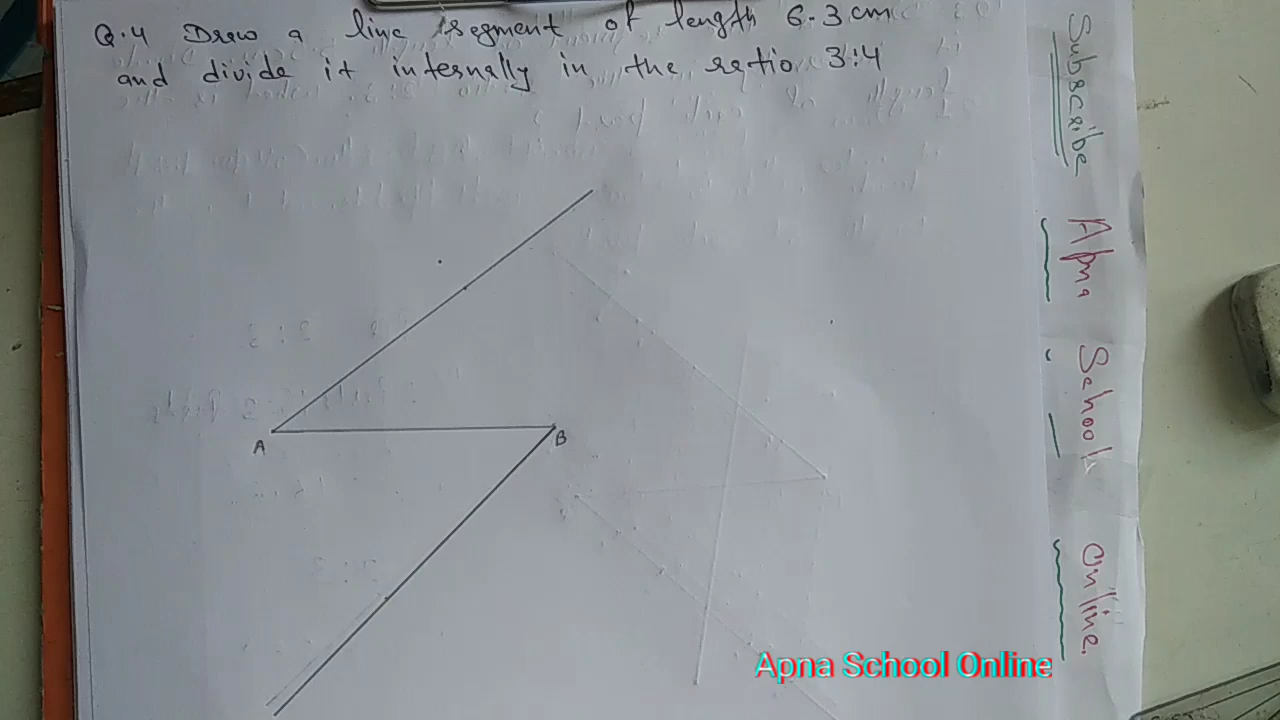 Q.4 Draw a line segment of length 6.3 cm
and divide it internally in the ratio 3:4
A
B
Subscribe Apna School Online.
Apna School Online